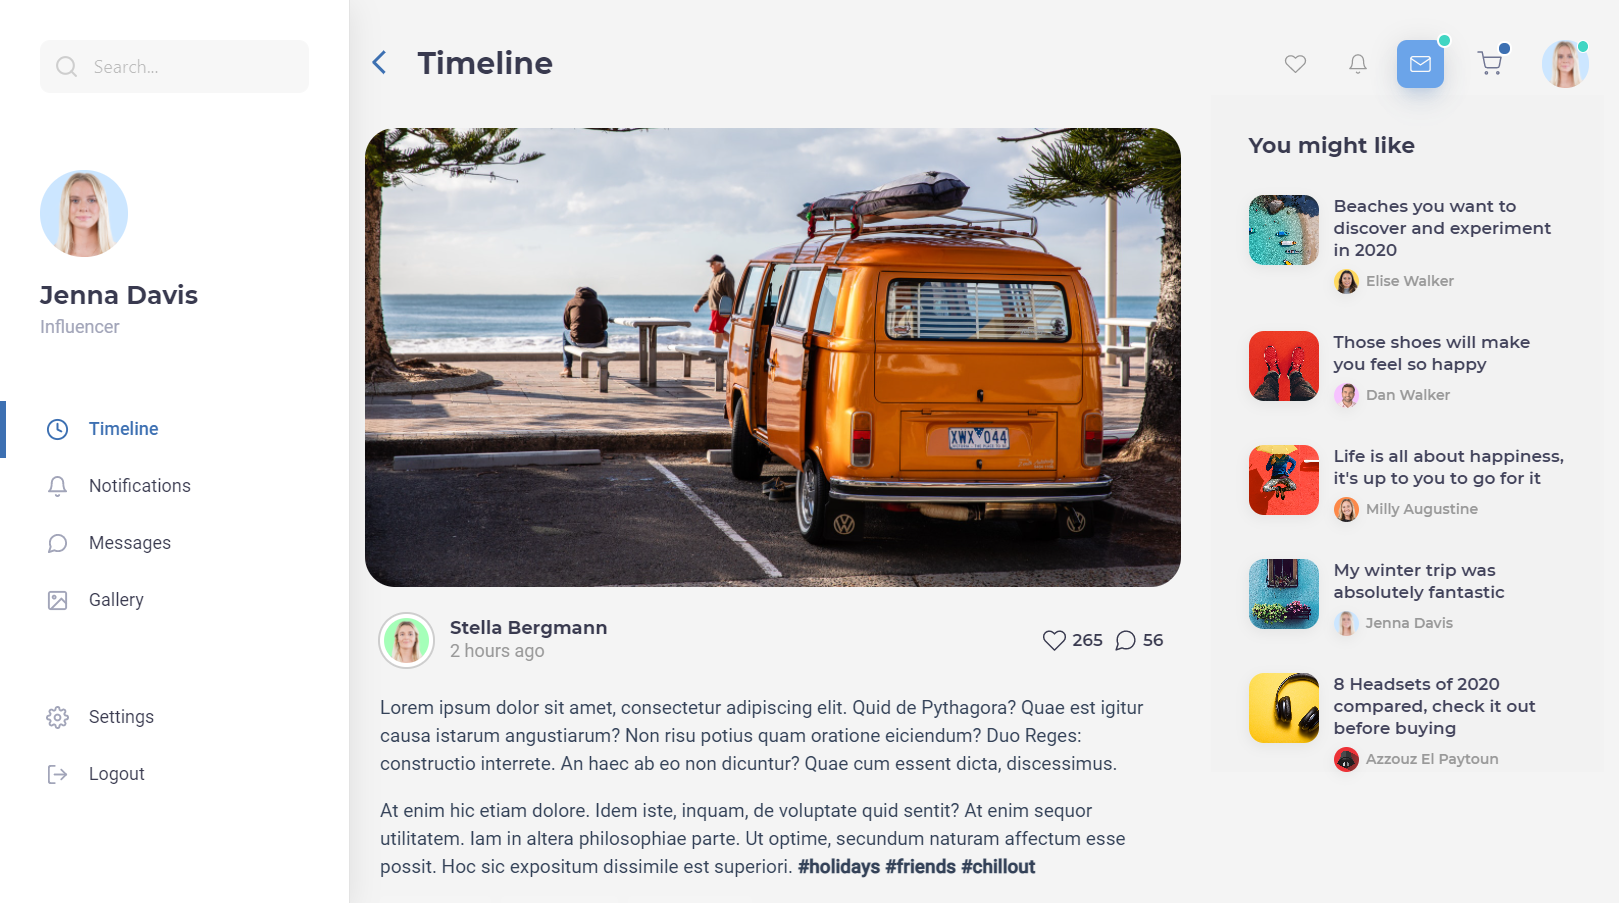 Search...
Jenna Davis
Influencer
Timeline
Notifications
Messages
Gallery
Settings
Logout
Timeline
XWX 044
Stella Bergmann
2 hours ago
265
56
Lorem ipsum dolor sit amet, consectetur adipiscing elit. Quid de Pythagora? Quae est igitur
causa istarum angustiarum? Non risu potius quam oratione eiciendum? Duo Reges:
constructio interrete. An haec ab eo non dicuntur? Quae cum essent dicta, discessimus.
At enim hic etiam dolore. Idem iste, inquam, de voluptate quid sentit? At enim sequor
utilitatem. Iam in altera philosophiae parte. Ut optime, secundum naturam affectum esse
possit. Hoc sic expositum dissimile est superiori. #holidays #friends #chillout
You might like
Beaches you want to
discover and experiment
in 2020
Elise Walker
Those shoes will make
you feel so happy
Dan Walker
Life is all about happiness,
it's up to you to go for it
Milly Augustine
My winter trip was
absolutely fantastic
Jenna Davis
8 Headsets of 2020
compared, check it out
before buying
Azzouz El Paytoun